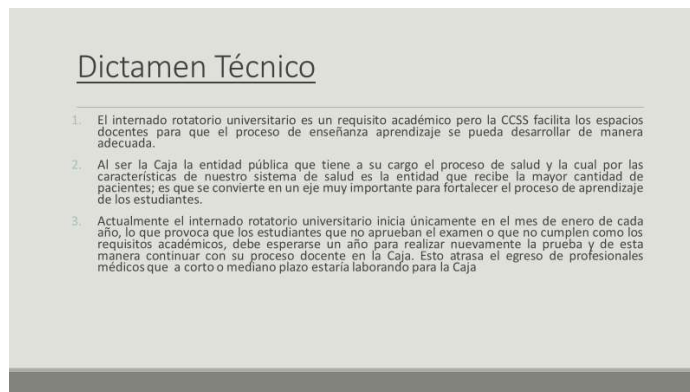 Dictamen Técnico
1. El internado rotatorio universitario es un requisito académico pero la CCSS facilita los espacios
docentes para que el proceso de enseñanza aprendizaje se pueda desarrollar de manera
adecuada.
2. Al ser la Caja la entidad pública que tiene a su cargo el proceso de salud y la cual por las
características de nuestro sistema de salud es la entidad que recibe la mayor cantidad de
pacientes; es que se convierte en un eje muy importante para fortalecer el proceso de aprendizaje
de los estudiantes.
3. Actualmente el internado rotatorio universitario inicia únicamente en el mes de enero de cada
año, lo que provoca que los estudiantes que no aprueban el examen o que no cumplen como los
requisitos académicos, debe esperarse un año para realizar nuevamente la prueba y de esta
manera continuar con su proceso docente en la Caja. Esto atrasa el egreso de profesionales
médicos que a corto o mediano plazo estaría laborando para la Caja